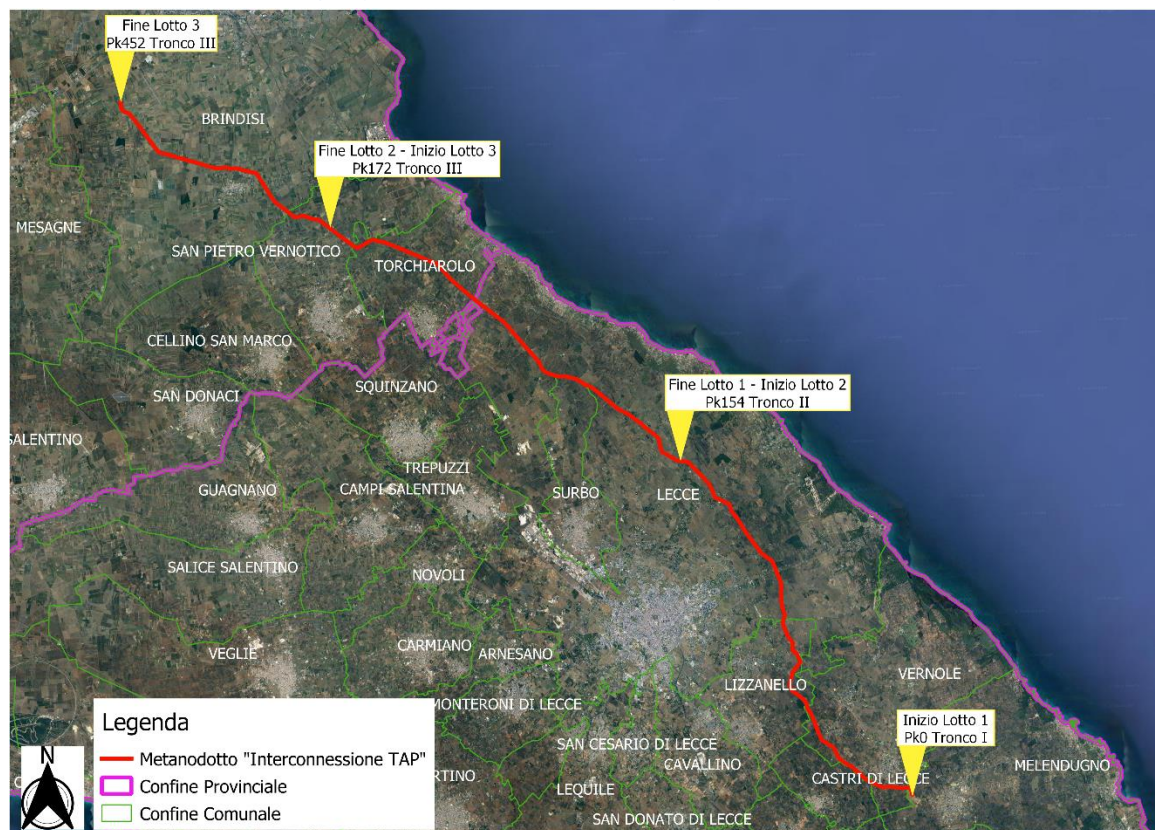 Fine Lotto 3
Pk452 Tronco III
BRINDISI
Fine Lotto 2 - Inizio Lotto 3
Pk172 Tronco III
MESAGNE
SAN PIETRO VERNOTICO
TORCHIAROLO
CELLINO SAN MARCO
SQUINZANO
SAN DONACI
Fine Lotto 1 - Inizio Lotto 2
Pk154 Tronco II
SALENTINO
TREPUZZI
GUAGNANO
CAMPI SALENTINA
SURBO
LECCE
SALICE SALENTINO
NOVOLI
VEGLIE
CARMIANO
ARNESANO
VERNOLE
LIZZANELLO
MONTERONI DI LECCE
Inizio Lotto 1
Pk0 Tronco I
SAN CESARIO DI LECCE
CAVALLINO
MELENDUGNO
CASTRI DI LECCE
RTINO
LEQUILE
SAN DONATO DI LECCE
Legenda
Metanodotto "Interconnessione TAP"
Confine Provinciale
Confine Comunale
N